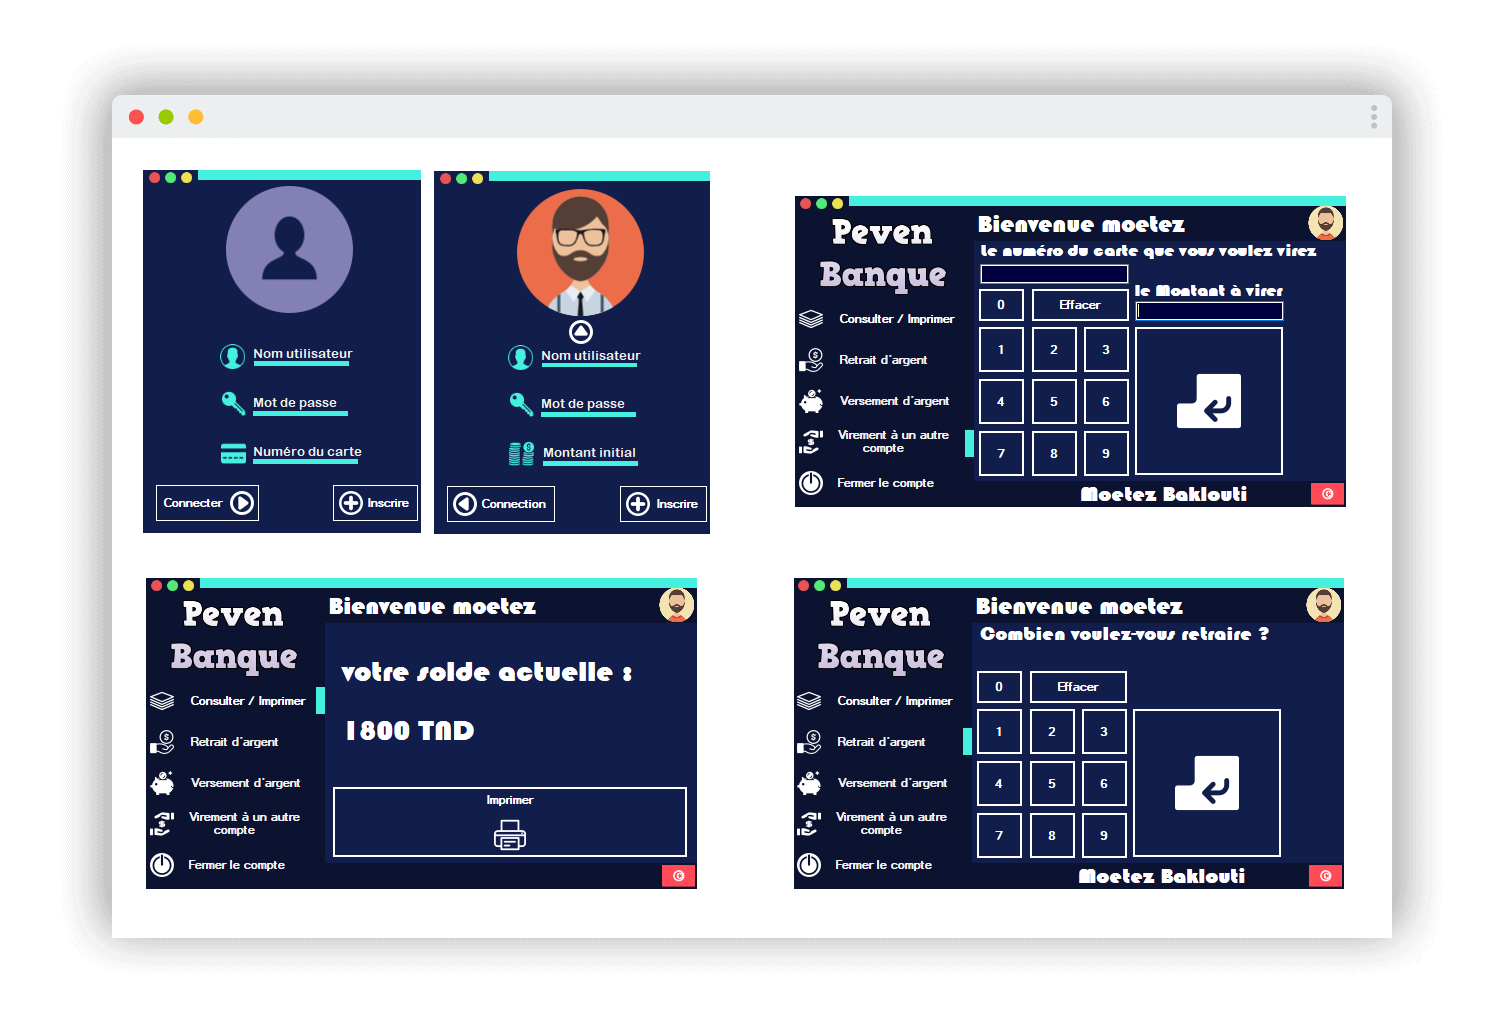 Nom utilisateur
Mot de passe
Numéro du carte
Connecter
Inscrire
Nom utilisateur
Mot de passe
Montant initial
Connection
Inscrire
Peven
Banque
Consulter / Imprimer
Retrait d'argent
Versement d'argent
Virement à un autre
compte
Fermer le compte
Bienvenue moetez
Le numéro du carte que vous voulez virez
le Montant à virer
0 Effacer
1 2 3
4 5 6
7 8 9
Moetez Baklouti
Peven
Banque
Consulter / Imprimer
Retrait d'argent
Versement d'argent
Virement à un autre
compte
Fermer le compte
Bienvenue moetez
votre solde actuelle :
1800 TND
Imprimer
Peven
Banque
Consulter / Imprimer
Retrait d'argent
Versement d'argent
Virement à un autre
compte
Fermer le compte
Bienvenue moetez
Combien voulez-vous retraire ?
0 Effacer
1 2 3
4 5 6
7 8 9
Moetez Baklouti